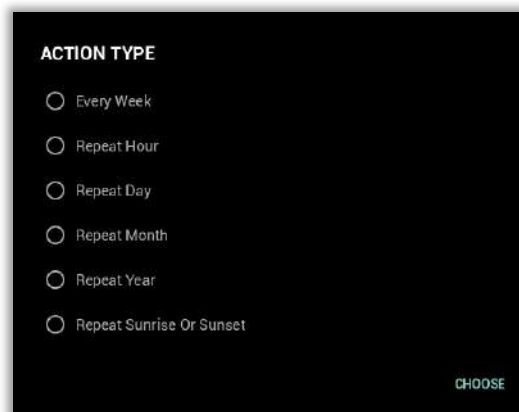 ACTION TYPE
Every Week
Repeat Hour
Repeat Day
Repeat Month
Repeat Year
Repeat Sunrise Or Sunset
CHOOSE